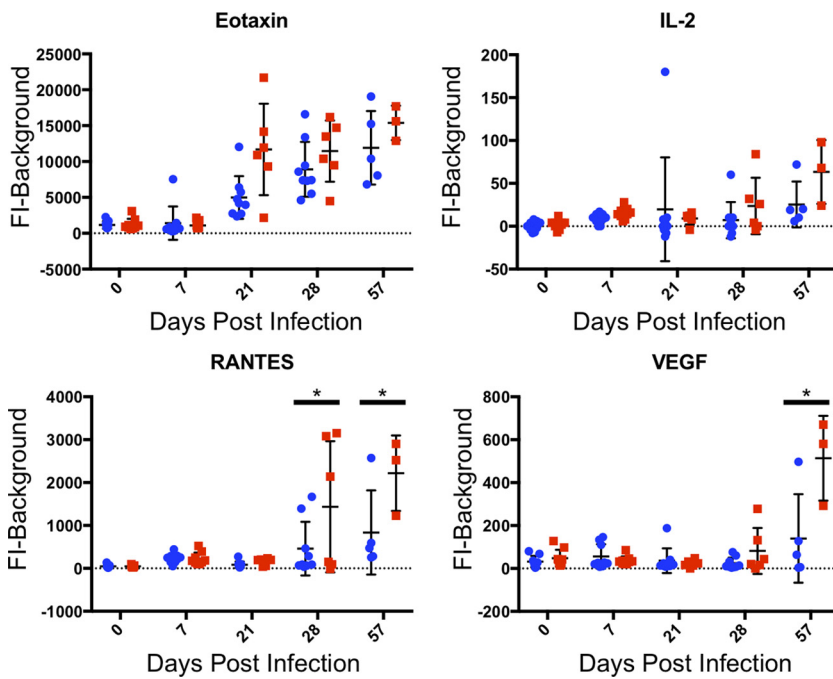 Eotaxin
FI-Background
25000
20000
15000
10000
5000
0
-5000
0 7 21 28 57
Days Post Infection
IL-2
FI-Background
200
150
100
50
0
50
0 7 21 28 57
Days Post Infection
RANTES
FI-Background
4000
3000
2000
1000
0
-1000
* *
0 7 21 28 57
Days Post Infection
VEGF
FI-Background
800
600
400
200
0
-200
*
0 7 21 28 57
Days Post Infection